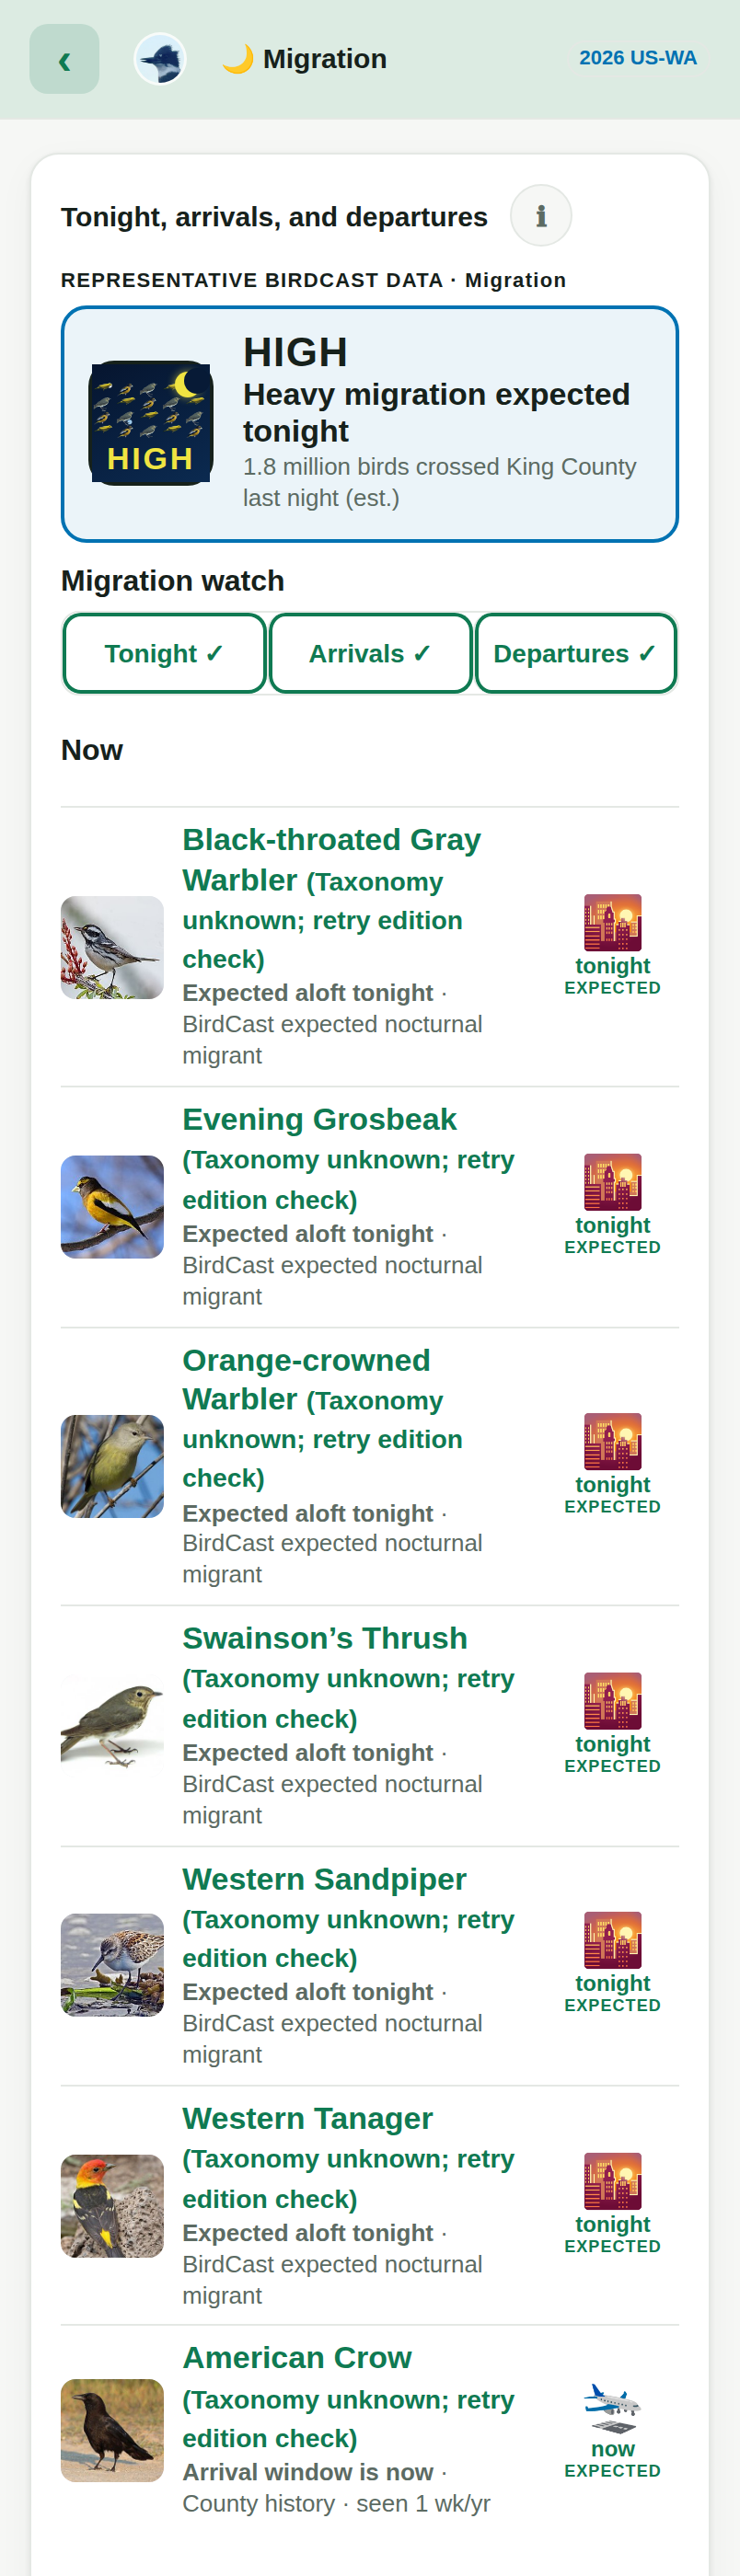 ‹ 🌙 Migration 2026 US-WA
Tonight, arrivals, and departures ℹ
REPRESENTATIVE BIRDCAST DATA · Migration
HIGH
Heavy migration expected
tonight
1.8 million birds crossed King County
last night (est.)
HIGH
Migration watch
Tonight ✓ Arrivals ✓ Departures ✓
Now
Black-throated Gray
Warbler (Taxonomy
unknown; retry edition
check)
Expected aloft tonight ·
BirdCast expected nocturnal
migrant
tonight
EXPECTED
Evening Grosbeak
(Taxonomy unknown; retry
edition check)
Expected aloft tonight ·
BirdCast expected nocturnal
migrant
tonight
EXPECTED
Orange-crowned
Warbler (Taxonomy
unknown; retry edition
check)
Expected aloft tonight ·
BirdCast expected nocturnal
migrant
tonight
EXPECTED
Swainson’s Thrush
(Taxonomy unknown; retry
edition check)
Expected aloft tonight ·
BirdCast expected nocturnal
migrant
tonight
EXPECTED
Western Sandpiper
(Taxonomy unknown; retry
edition check)
Expected aloft tonight ·
BirdCast expected nocturnal
migrant
tonight
EXPECTED
Western Tanager
(Taxonomy unknown; retry
edition check)
Expected aloft tonight ·
BirdCast expected nocturnal
migrant
tonight
EXPECTED
American Crow
(Taxonomy unknown; retry
edition check)
Arrival window is now ·
County history · seen 1 wk/yr
now
EXPECTED